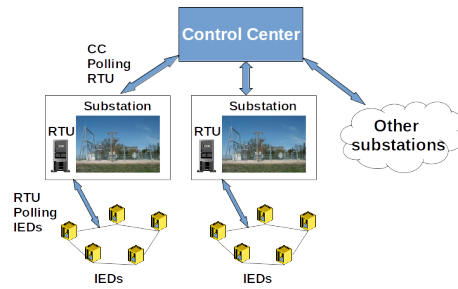 Control Center
CC
Polling
RTU
Substation
Substation
RTU
RTU
Other
substations
RTU
Polling
IEDs
IEDs
IEDs